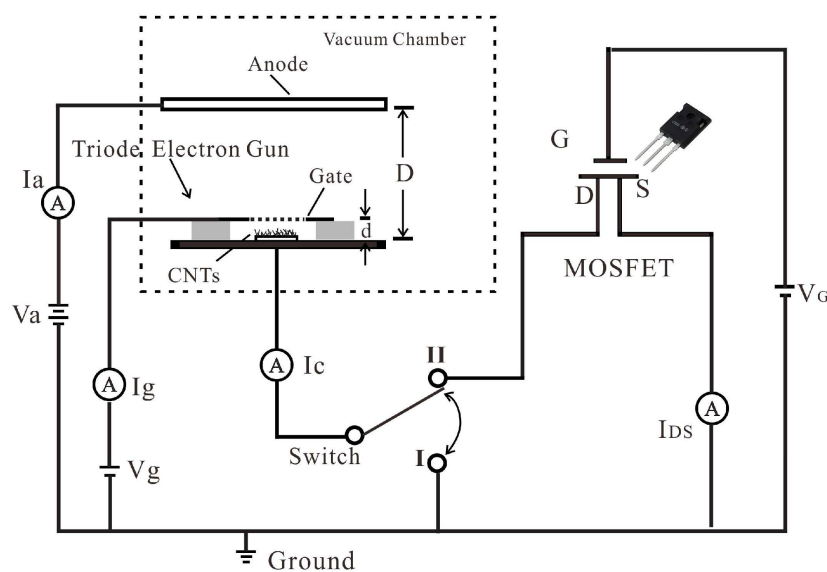 Vacuum Chamber
Anode
Triode Electron Gun
Ia
A
Gate
D
d
CNTs
G
D
S
MOSFET
Va
VG
A
Ig
A
Ic
II
A
IDS
Switch
I
Vg
Ground